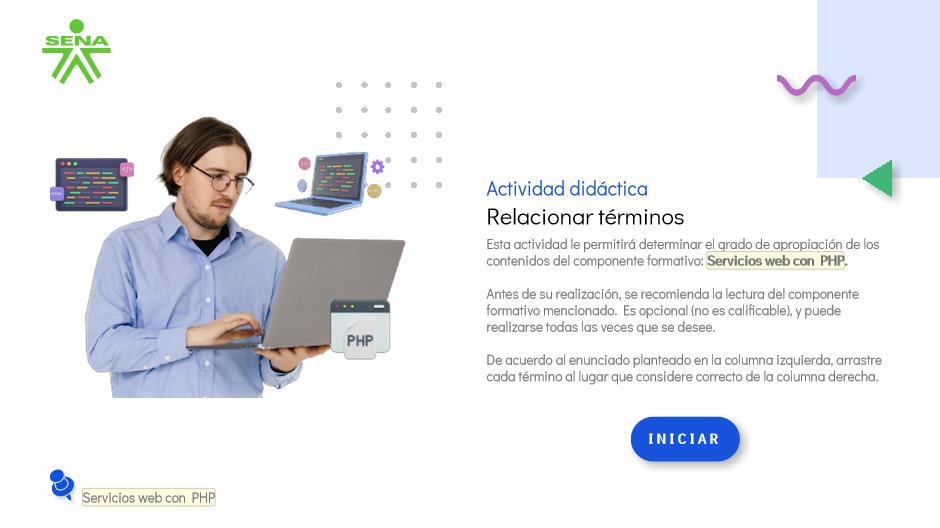 SENA
Actividad didáctica
Relacionar términos
Esta actividad le permitirá determinar el grado de apropiación de los
contenidos del componente formativo: Servicios web con PHP.
Antes de su realización, se recomienda la lectura del componente
formativo mencionado. Es opcional (no es calificable), y puede
realizarse todas las veces que se desee.
PHP
De acuerdo al enunciado planteado en la columna izquierda, arrastre
cada término al lugar que considere correcto de la columna derecha.
INICIAR
Servicios web con PHP